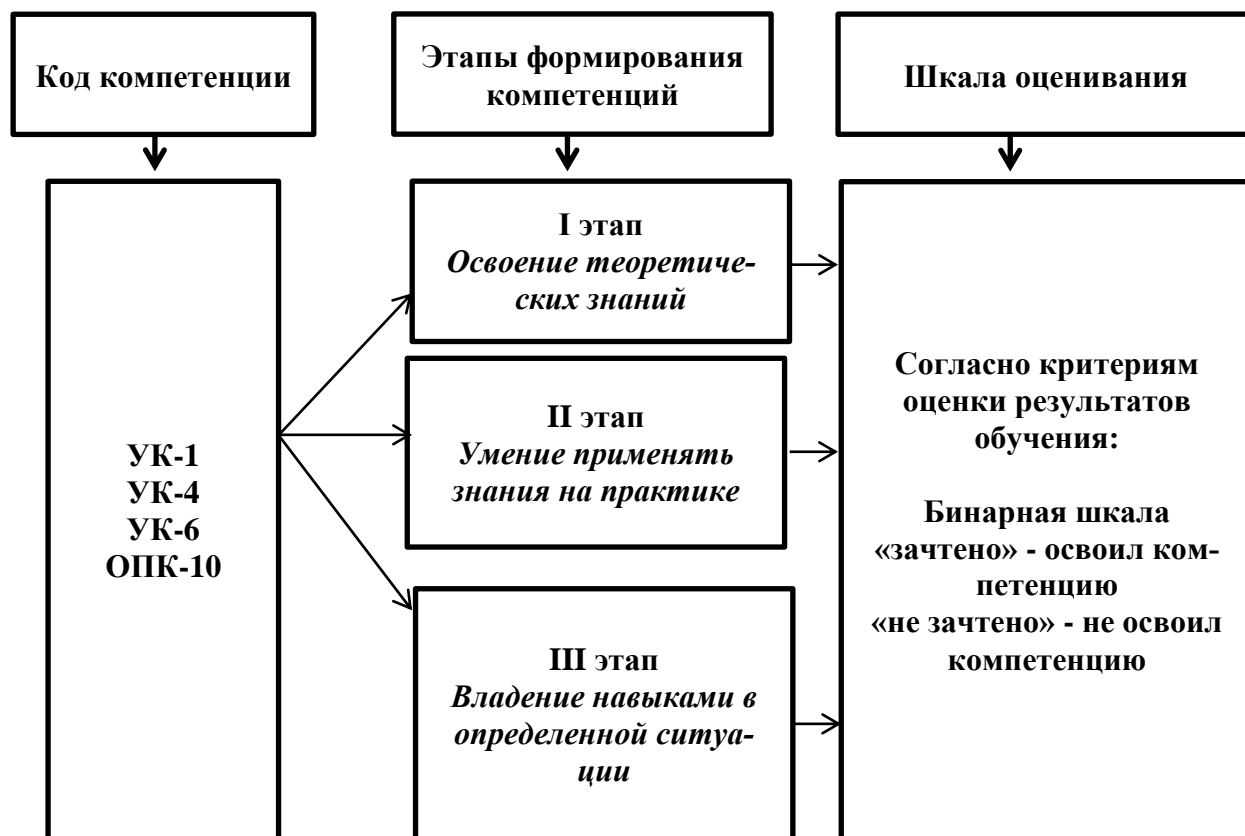 Код компетенции
Этапы формирования
компетенций
Шкала оценивания
УК-1
УК-4
УК-6
ОПК-10
I этап
Освоение теоретиче-
ских знаний
II этап
Умение применять
знания на практике
III этап
Владение навыками в
определенной ситуа-
ции
Согласно критериям
оценки результатов
обучения:
Бинарная шкала
«зачтено» - освоил ком-
петенцию
«не зачтено» - не освоил
компетенцию